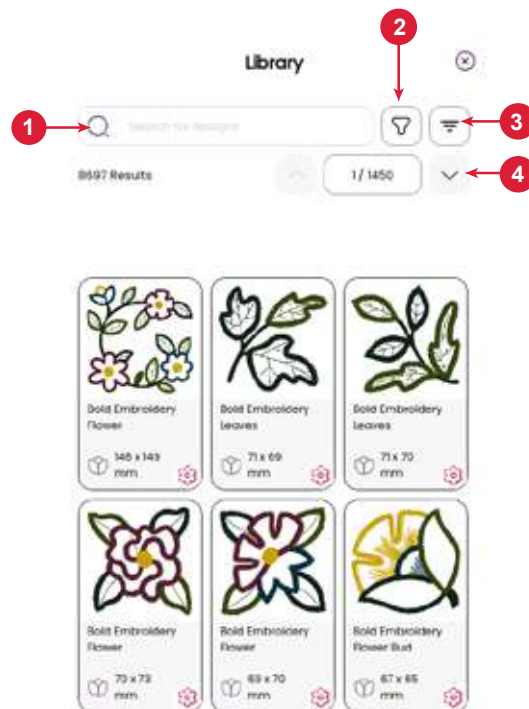 2
Library
1
Search for designs
3
8697 Results
1 / 1450
4
Bold Embroidery
Flower
146 x 149
mm
Bold Embroidery
Leaves
71 x 69
mm
Bold Embroidery
Leaves
71 x 70
mm
Bold Embroidery
Flower
70 x 73
mm
Bold Embroidery
Flower
69 x 70
mm
Bold Embroidery
Flower Bud
67 x 65
mm